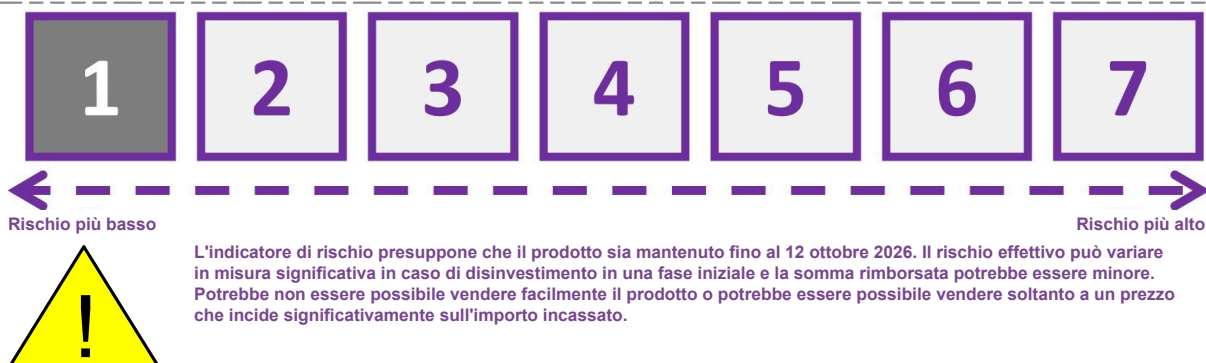 1 2 3 4 5 6 7
Rischio più basso Rischio più alto
L'indicatore di rischio presuppone che il prodotto sia mantenuto fino al 12 ottobre 2026. Il rischio effettivo può variare
in misura significativa in caso di disinvestimento in una fase iniziale e la somma rimborsata potrebbe essere minore.
Potrebbe non essere possibile vendere facilmente il prodotto o potrebbe essere possibile vendere soltanto a un prezzo
che incide significativamente sull'importo incassato.
!